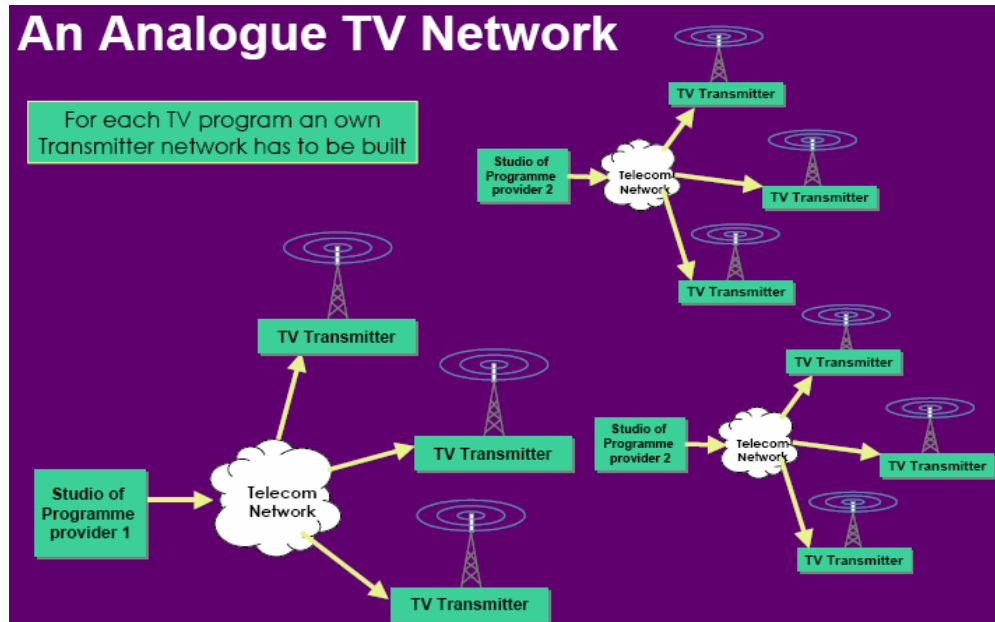 An Analogue TV Network
For each TV program an own
Transmitter network has to be built
TV Transmitter
Studio of
Programme
provider 2
Telecom
Network
TV Transmitter
TV Transmitter
TV Transmitter
TV Transmitter
Studio of
Programme
provider 1
Telecom
Network
TV Transmitter
TV Transmitter
Studio of
Programme
provider 2
Telecom
Network
TV Transmitter
TV Transmitter